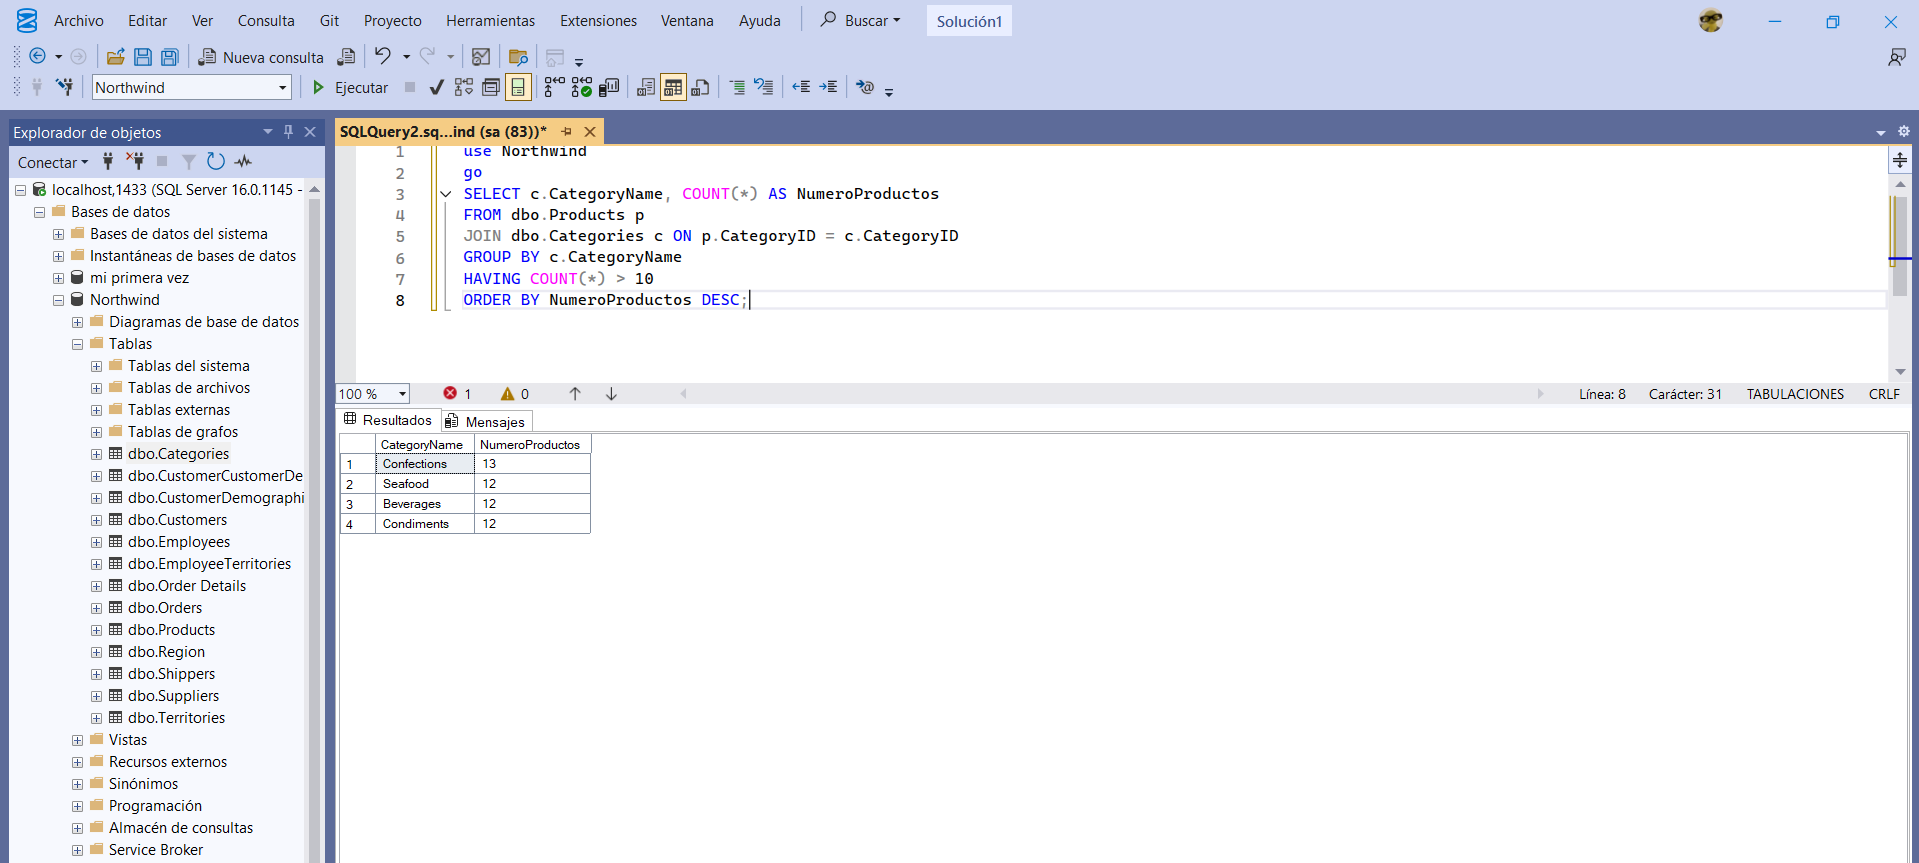 Archivo Editar Ver Consulta Git Proyecto Herramientas Extensiones Ventana Ayuda Buscar Solución1
Nueva consulta
Northwind Ejecutar
Explorador de objetos
Conectar
localhost,1433 (SQL Server 16.0.1145 -
Bases de datos
Bases de datos del sistema
Instantáneas de bases de datos
mi primera vez
Northwind
Diagramas de base de datos
Tablas
Tablas del sistema
Tablas de archivos
Tablas externas
Tablas de grafos
dbo.Categories
dbo.CustomerCustomerDe
dbo.CustomerDemographi
dbo.Customers
dbo.Employees
dbo.EmployeeTerritories
dbo.Order Details
dbo.Orders
dbo.Products
dbo.Region
dbo.Shippers
dbo.Suppliers
dbo.Territories
Vistas
Recursos externos
Sinónimos
Programación
Almacén de consultas
Service Broker
SQLQuery2.sq...ind (sa (83))*
1 use Northwind
2 go
3 SELECT c.CategoryName, COUNT(*) AS NumeroProductos
4 FROM dbo.Products p
5 JOIN dbo.Categories c ON p.CategoryID = c.CategoryID
6 GROUP BY c.CategoryName
7 HAVING COUNT(*) > 10
8 ORDER BY NumeroProductos DESC;
100 % 1 0 Línea: 8 Carácter: 31 TABULACIONES CRLF
Resultados Mensajes
CategoryName NumeroProductos
1 Confections 13
2 Seafood 12
3 Beverages 12
4 Condiments 12